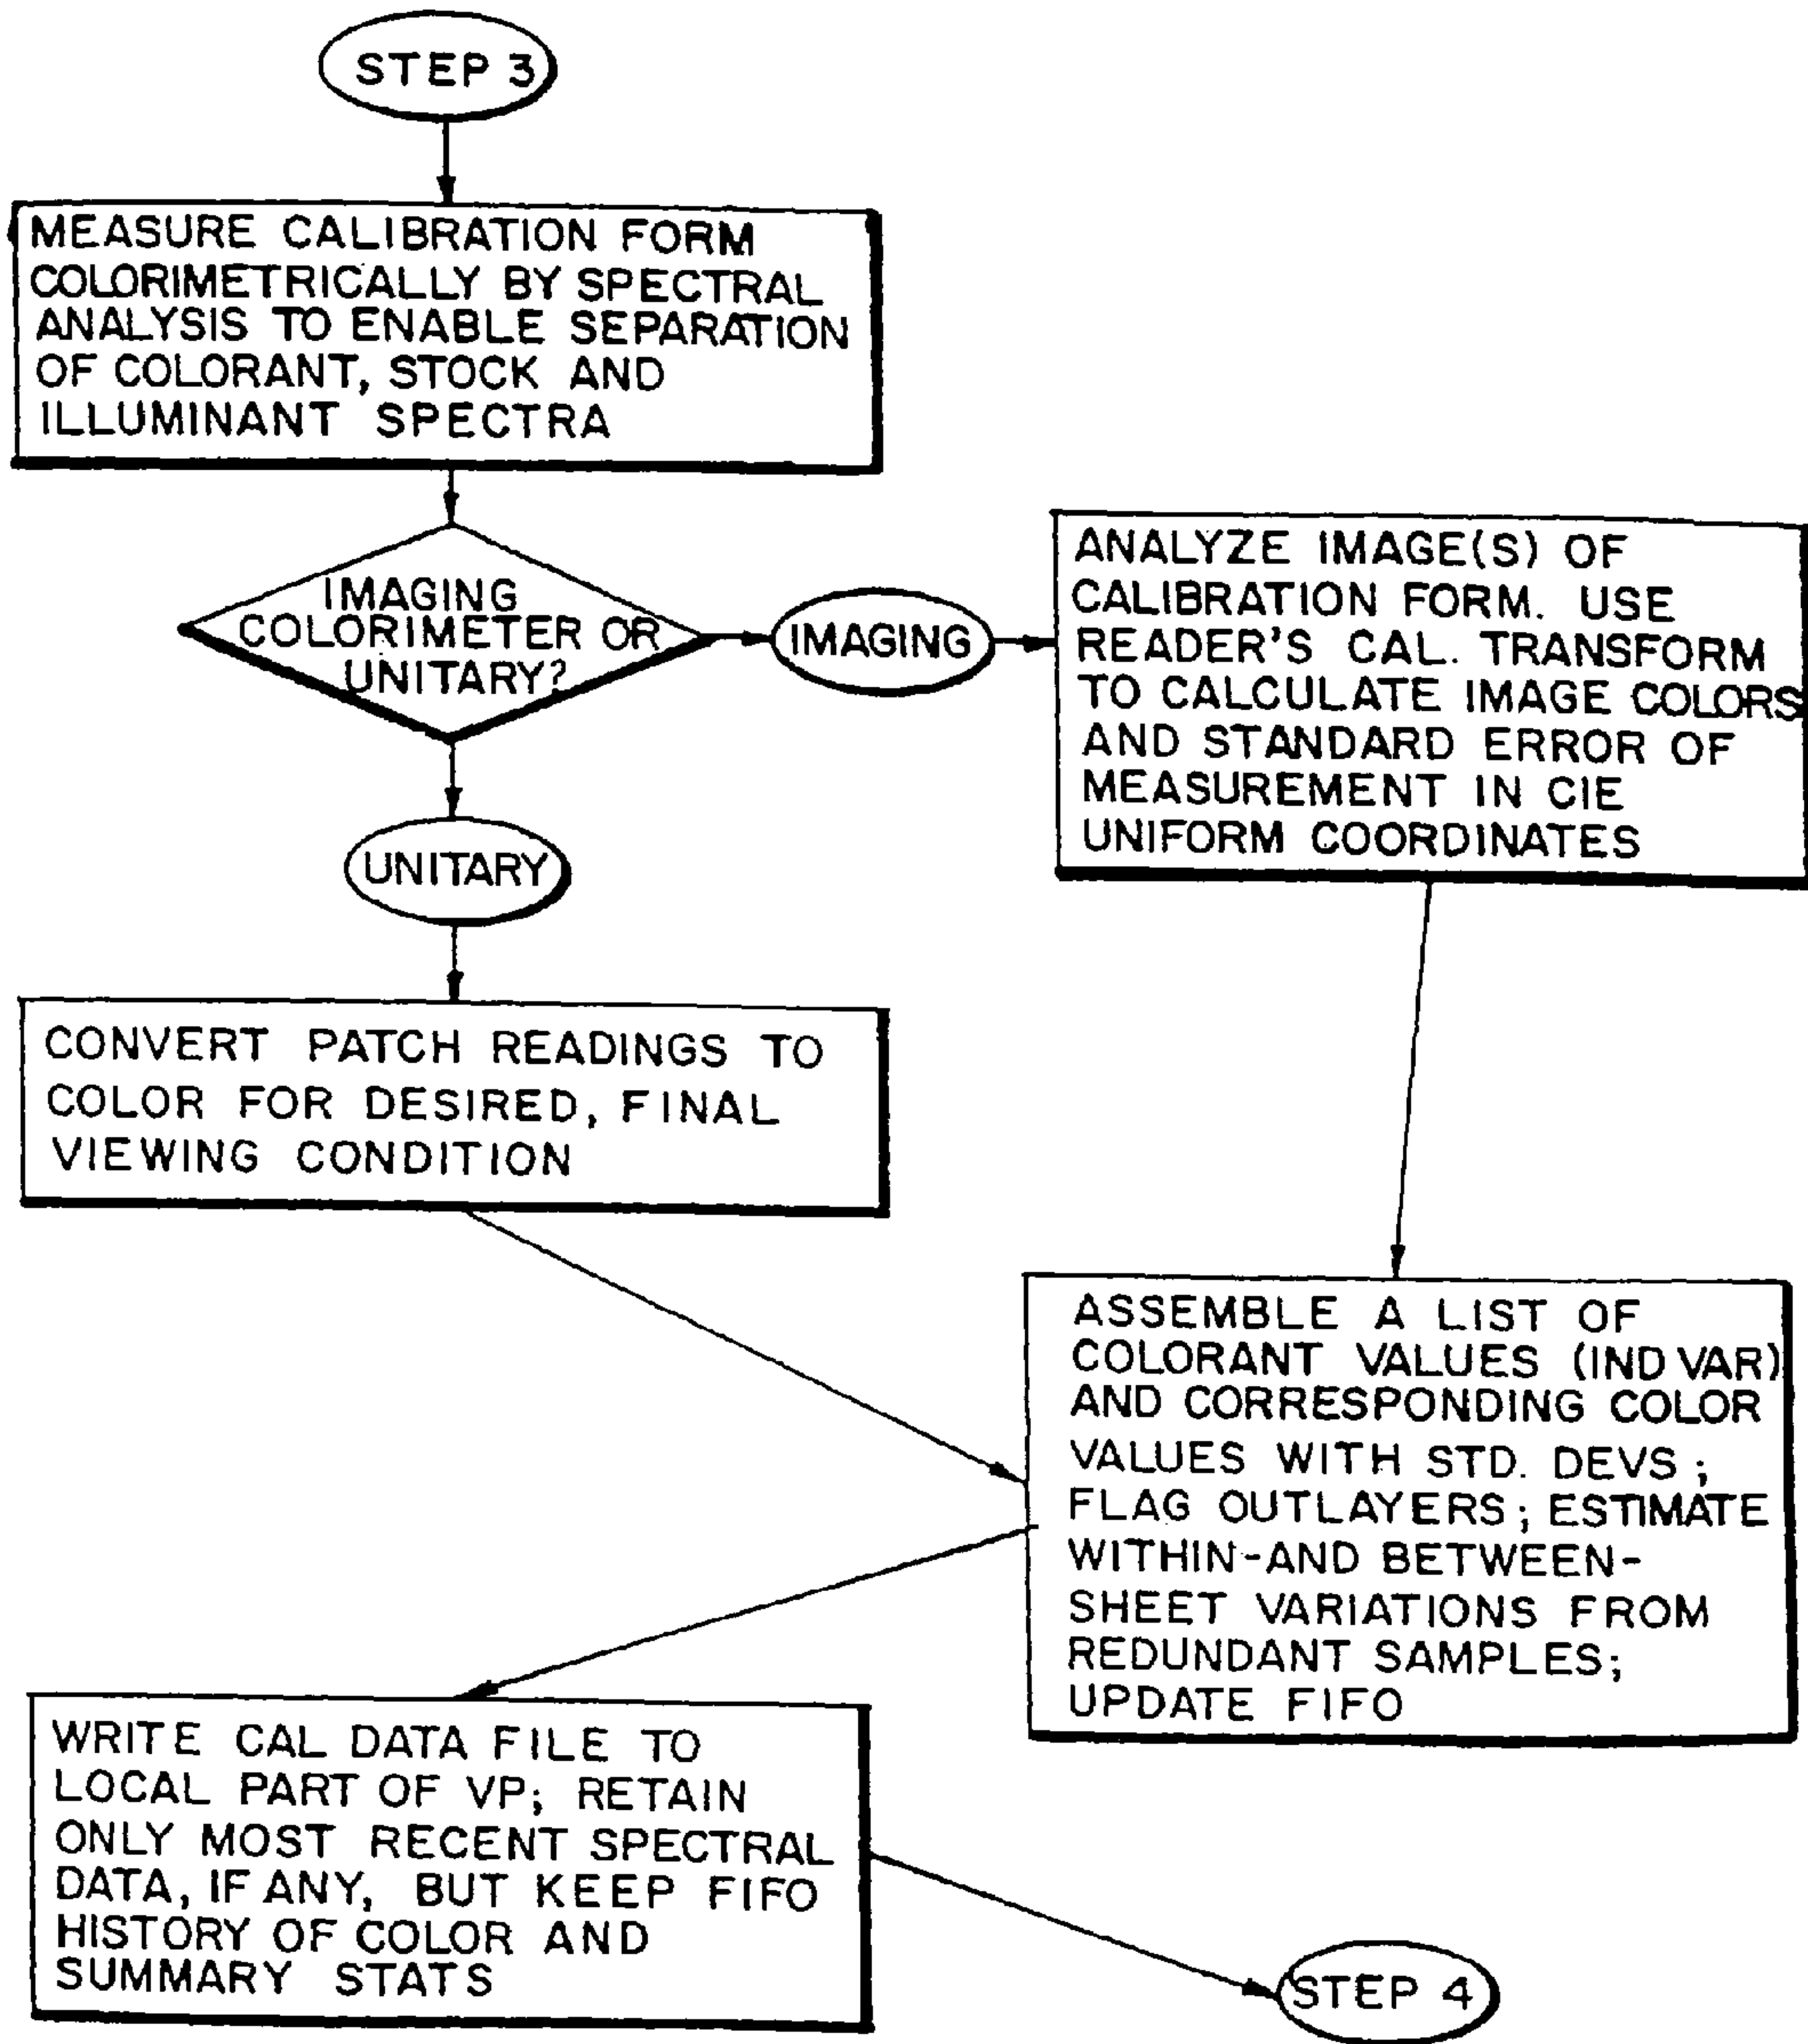 STEP 3
MEASURE CALIBRATION FORM
COLORIMETRICALLY BY SPECTRAL
ANALYSIS TO ENABLE SEPARATION
OF COLORANT, STOCK AND
ILLUMINANT SPECTRA
IMAGING
COLORIMETER OR
UNITARY?
IMAGING
ANALYZE IMAGE(S) OF
CALIBRATION FORM. USE
READER'S CAL. TRANSFORM
TO CALCULATE IMAGE COLORS
AND STANDARD ERROR OF
MEASUREMENT IN CIE
UNIFORM COORDINATES
UNITARY
CONVERT PATCH READINGS TO
COLOR FOR DESIRED, FINAL
VIEWING CONDITION
ASSEMBLE A LIST OF
COLORANT VALUES (IND VAR)
AND CORRESPONDING COLOR
VALUES WITH STD. DEVS;
FLAG OUTLAYERS; ESTIMATE
WITHIN-AND BETWEEN-
SHEET VARIATIONS FROM
REDUNDANT SAMPLES;
UPDATE FIFO
WRITE CAL DATA FILE TO
LOCAL PART OF VP; RETAIN
ONLY MOST RECENT SPECTRAL
DATA, IF ANY, BUT KEEP FIFO
HISTORY OF COLOR AND
SUMMARY STATS
STEP 4